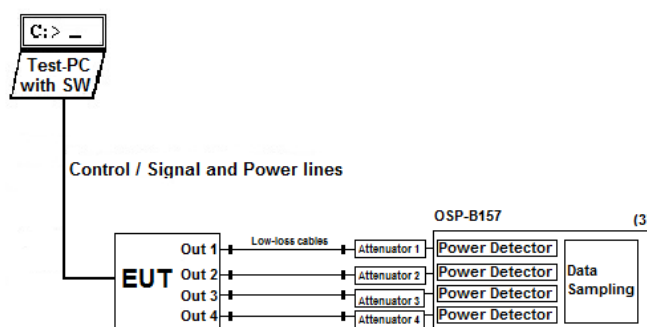 C:> _
Test-PC
with SW
Control / Signal and Power lines
OSP-B157
(3
EUT
Out 1
Low-loss cables
Attenuator 1
Power Detector
Out 2
Attenuator 2
Power Detector
Out 3
Attenuator 3
Power Detector
Out 4
Attenuator 4
Power Detector
Data
Sampling